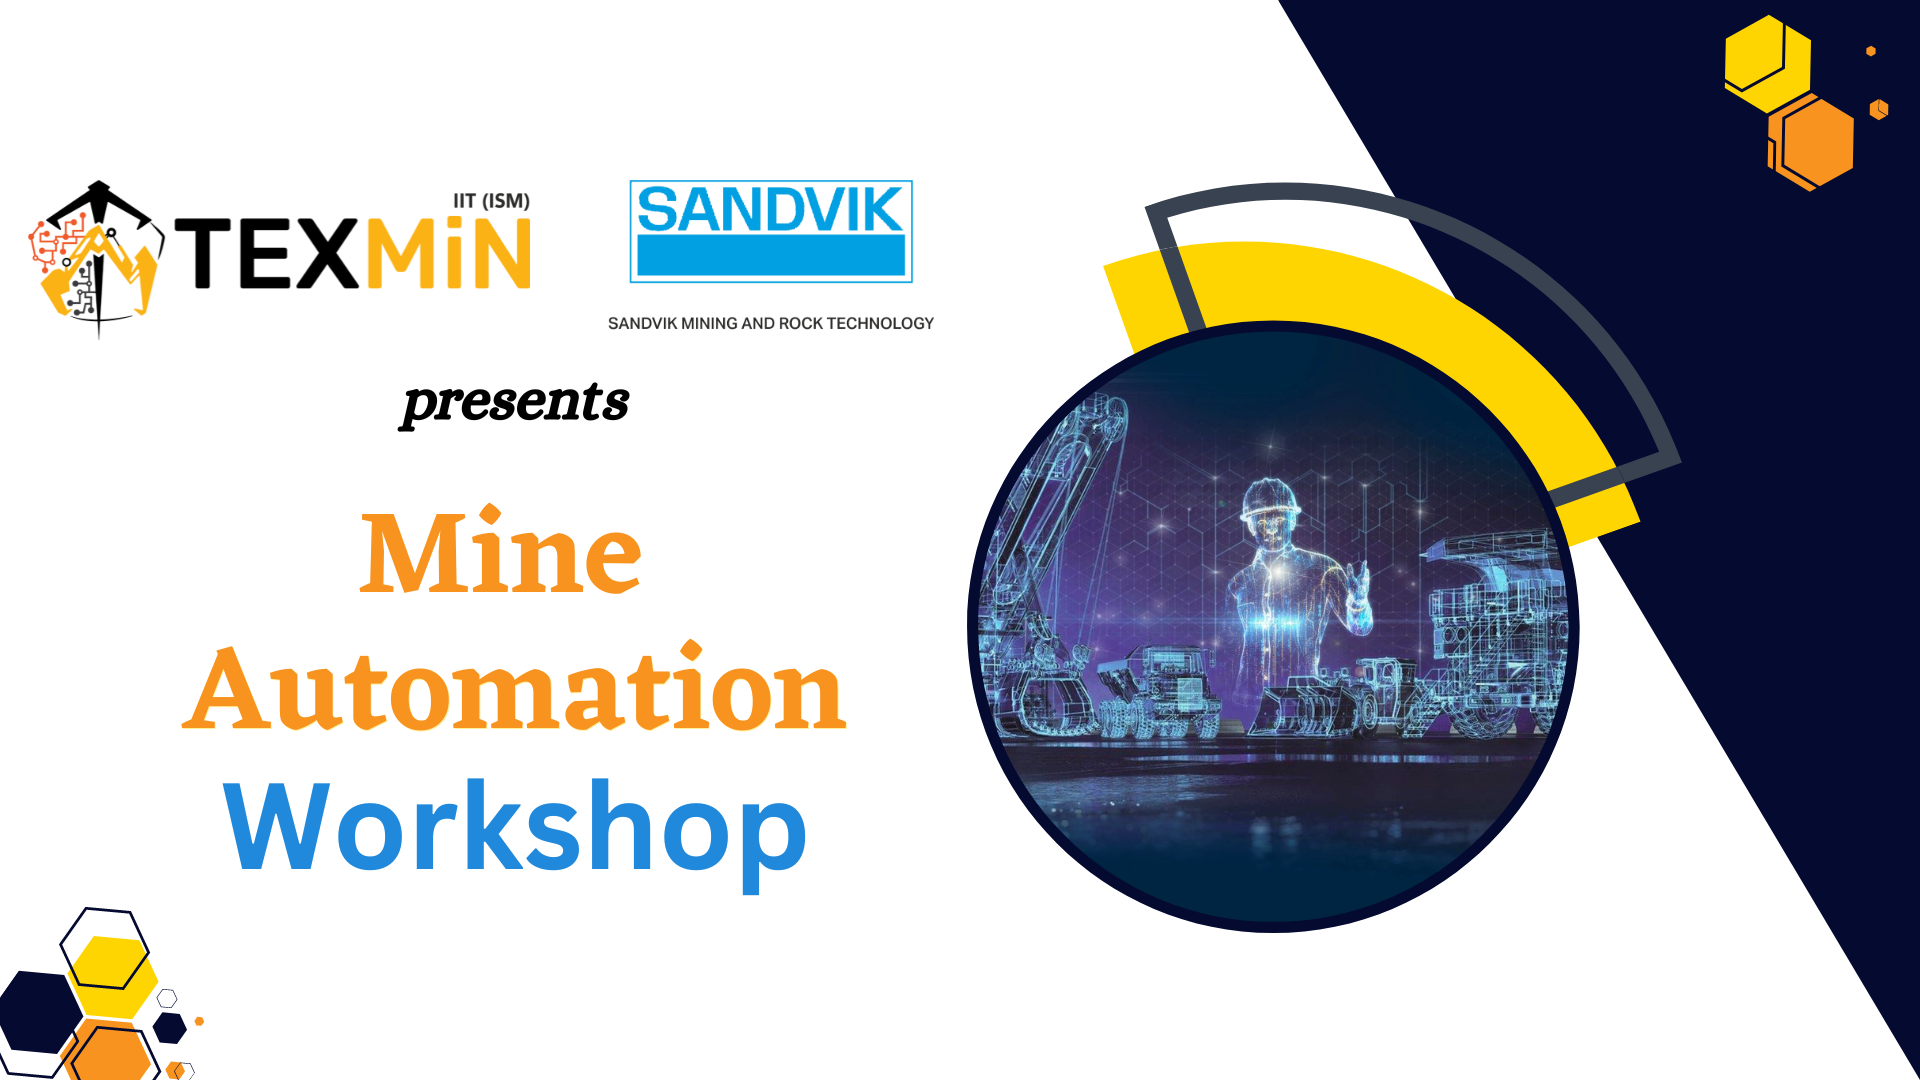 IIT (ISM)
TEXMiN
SANDVIK
SANDVIK MINING AND ROCK TECHNOLOGY
presents
Mine
Automation
Workshop